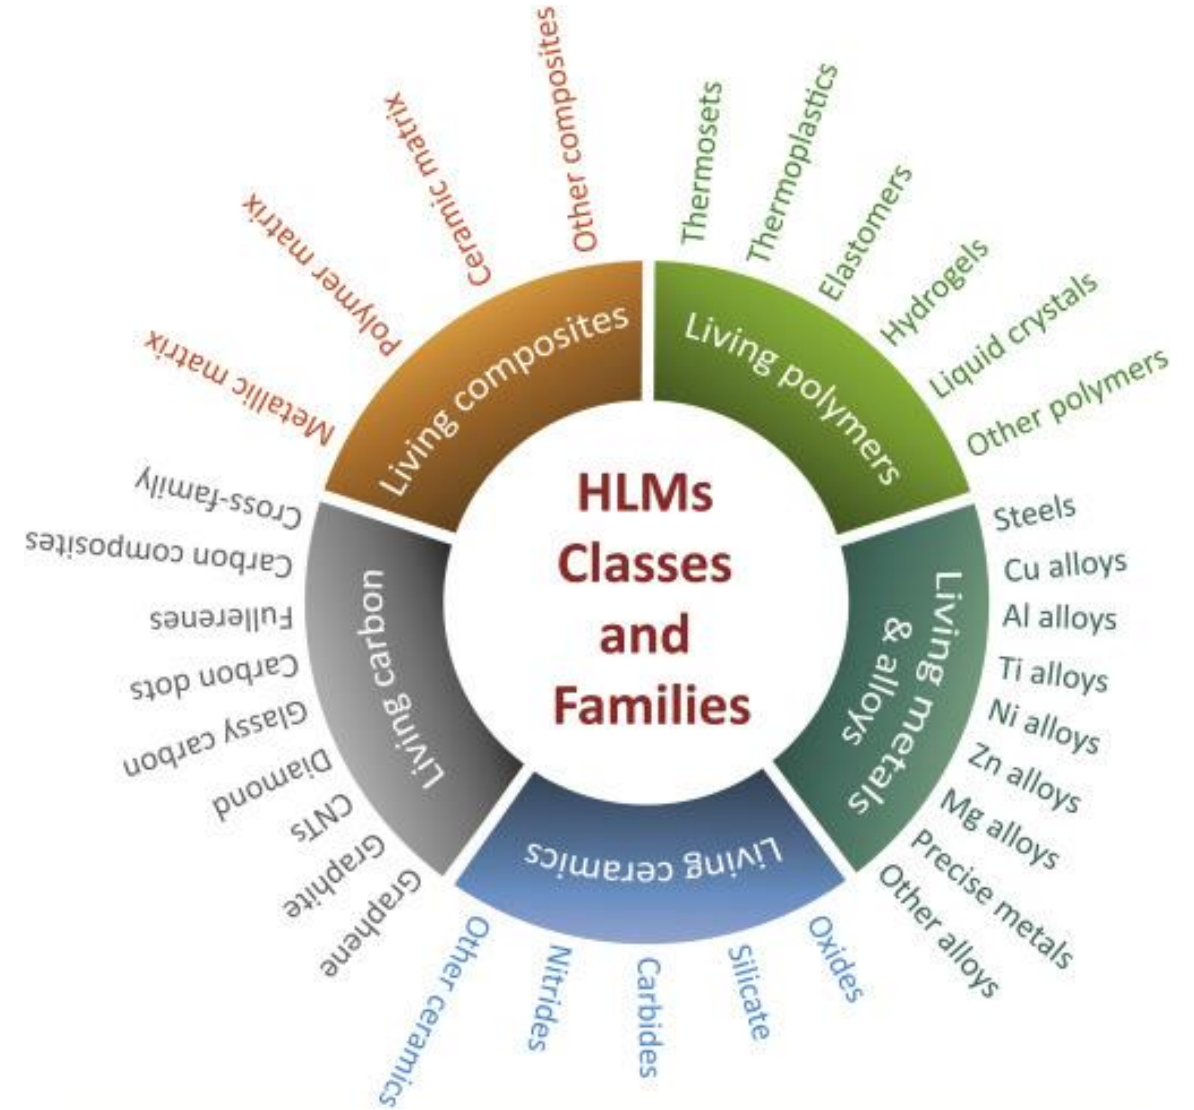 HLMs
Classes
and
Families
Living polymers
Thermosets
Thermoplastics
Elastomers
Hydrogels
Liquid crystals
Other polymers
Living metals
& alloys
Steels
Cu alloys
Al alloys
Ti alloys
Ni alloys
Zn alloys
Mg alloys
Precise metals
Other alloys
Living ceramics
Oxides
Silicate
Carbides
Nitrides
Other ceramics
Living carbon
Graphene
Graphite
CNTs
Diamond
Glassy carbon
Carbon dots
Fullerenes
Carbon composites
Cross-family
Living composites
Metallic matrix
Polymer matrix
Ceramic matrix
Other composites